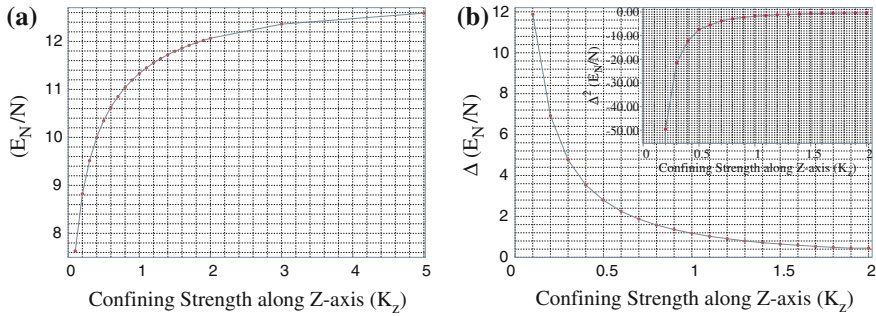 (a)
(E_N/N)
12
11
10
9
8
0 1 2 3 4 5
Confining Strength along Z-axis (K_z)
(b)
Δ (E_N/N)
12
10
8
6
4
2
0
0 0.5 1 1.5 2
Confining Strength along Z-axis (K_z)
Δ² (E_N/N)
0.00
-10.00
-20.00
-30.00
-40.00
-50.00
0 0.5 1 1.5 2
Confining Strength along Z-axis (K_z)